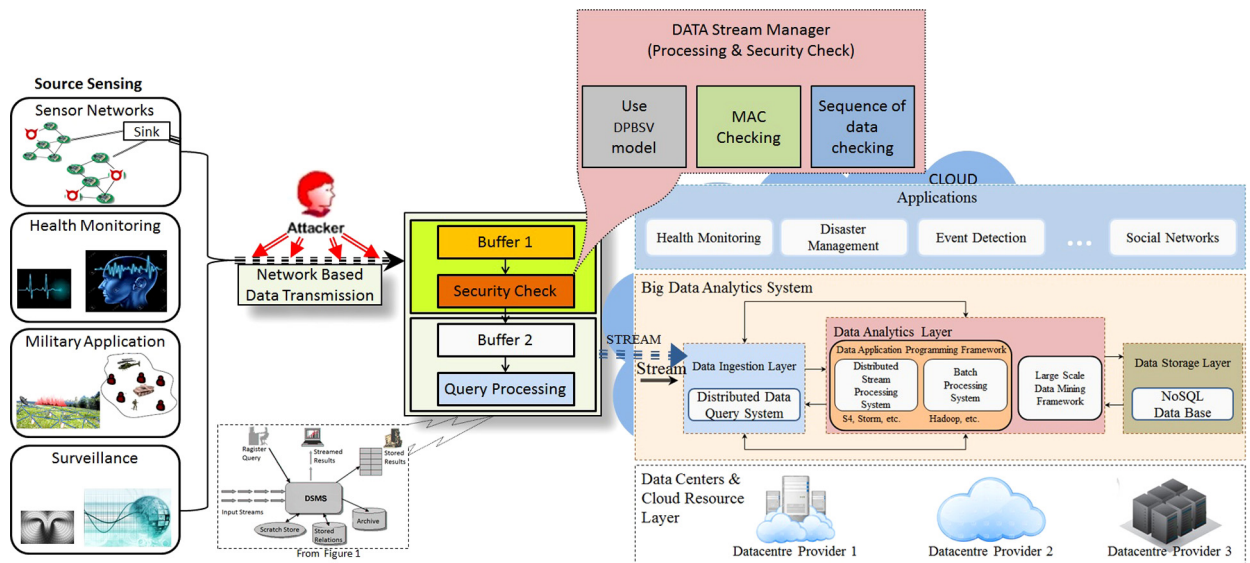 DATA Stream Manager
(Processing & Security Check)
Use
DPBSV
model
MAC
Checking
Sequence of
data
checking
Source Sensing
Sensor Networks
Sink
Health Monitoring
Military Application
Surveillance
Attacker
Network Based
Data Transmission
Buffer 1
Security Check
Buffer 2
Query Processing
Ragister
Query
Streamed
Results
Stored
Results
DSMS
Input Streams
Scratch Store
Stored
Relations
Archive
From Figure 1
STREAM
Stream
CLOUD
Applications
Health Monitoring
Disaster
Management
Event Detection
...
Social Networks
Big Data Analytics System
Data Ingestion Layer
Distributed Data
Query System
Data Analytics Layer
Data Application Programming Framework
Distributed
Stream
Processing
System
Batch
Processing
System
S4, Storm, etc.
Hadoop, etc.
Large Scale
Data Mining
Framework
Data Storage Layer
NoSQL
Data Base
Data Centers &
Cloud Resource
Layer
Datacentre Provider 1
Datacentre Provider 2
Datacentre Provider 3